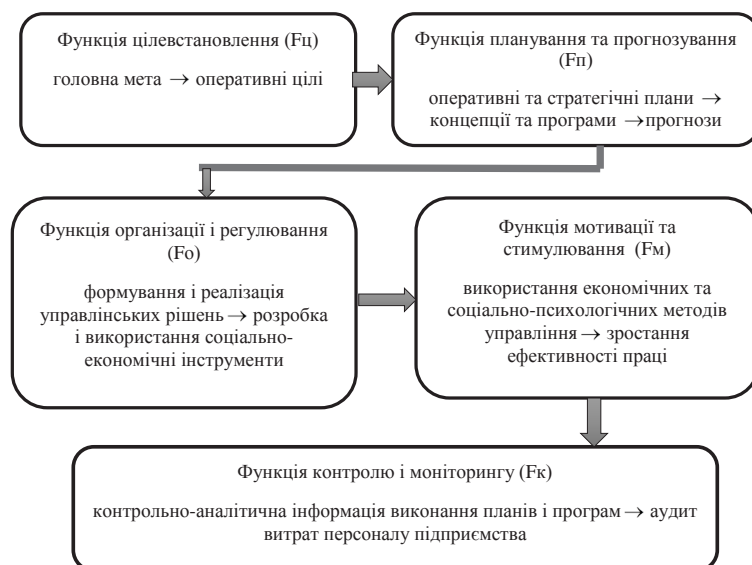 Функція цілевстановлення (Fц)
головна мета → оперативні цілі
Функція планування та прогнозування
(Fп)
оперативні та стратегічні плани →
концепції та програми →прогнози
Функція організації і регулювання
(Fо)
формування і реалізація
управлінських рішень → розробка
і використання соціально-
економічні інструменти
Функція мотивації та
стимулювання (Fм)
використання економічних та
соціально-психологічних методів
управління → зростання
ефективності праці
Функція контролю і моніторингу (Fк)
контрольно-аналітична інформація виконання планів і програм → аудит
витрат персоналу підприємства